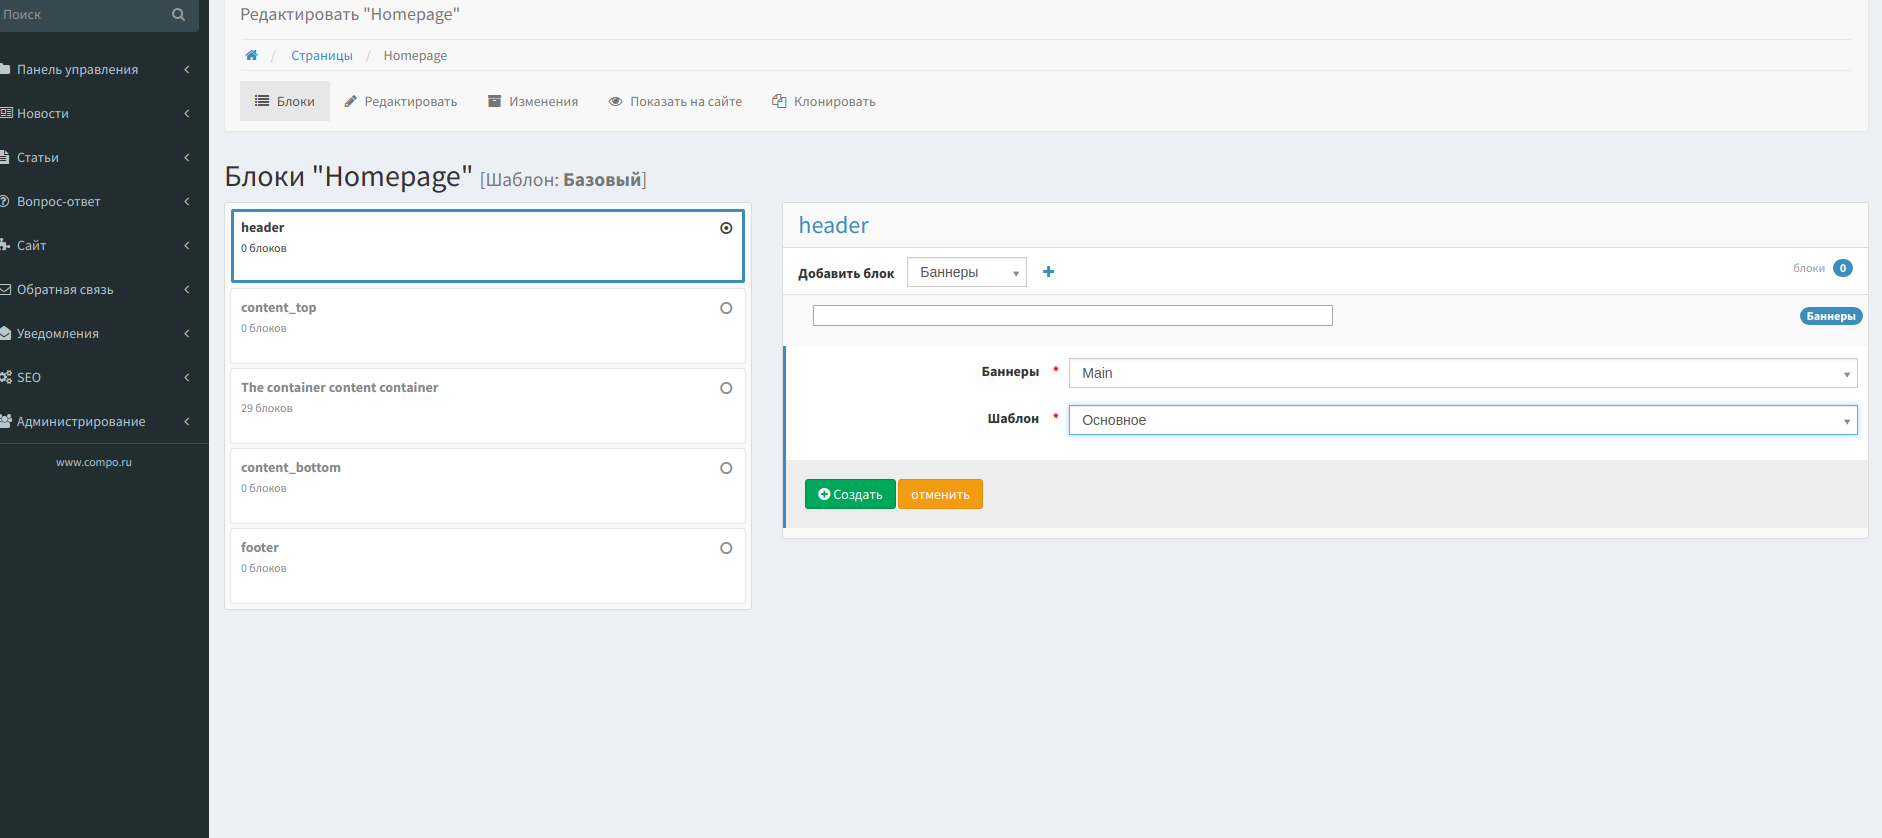 Поиск
Панель управления
Новости
Статьи
Вопрос-ответ
Сайт
Обратная связь
Уведомления
SEO
Администрирование
www.compo.ru
Редактировать "Homepage"
/ Страницы / Homepage
Блоки Редактировать Изменения Показать на сайте Клонировать
Блоки "Homepage" [Шаблон: Базовый]
header
0 блоков
content_top
0 блоков
The container content container
29 блоков
content_bottom
0 блоков
footer
0 блоков
header
Добавить блок Баннеры блоки 0
Баннеры
Баннеры * Main
Шаблон * Основное
Создать отменить